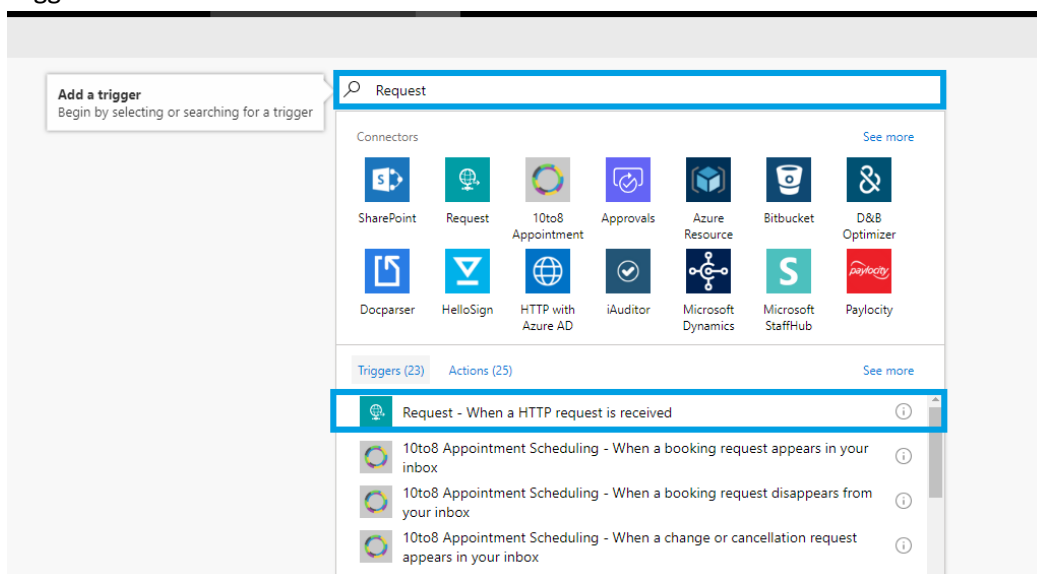 Add a trigger
Begin by selecting or searching for a trigger
Request
Connectors
See more
SharePoint
Request
10to8
Appointment
Approvals
Azure
Resource
Bitbucket
D&B
Optimizer
Docparser
HelloSign
HTTP with
Azure AD
iAuditor
Microsoft
Dynamics
Microsoft
StaffHub
paylocity
Paylocity
Triggers (23)
Actions (25)
See more
Request - When a HTTP request is received
10to8 Appointment Scheduling - When a booking request appears in your
inbox
10to8 Appointment Scheduling - When a booking request disappears from
your inbox
10to8 Appointment Scheduling - When a change or cancellation request
appears in your inbox